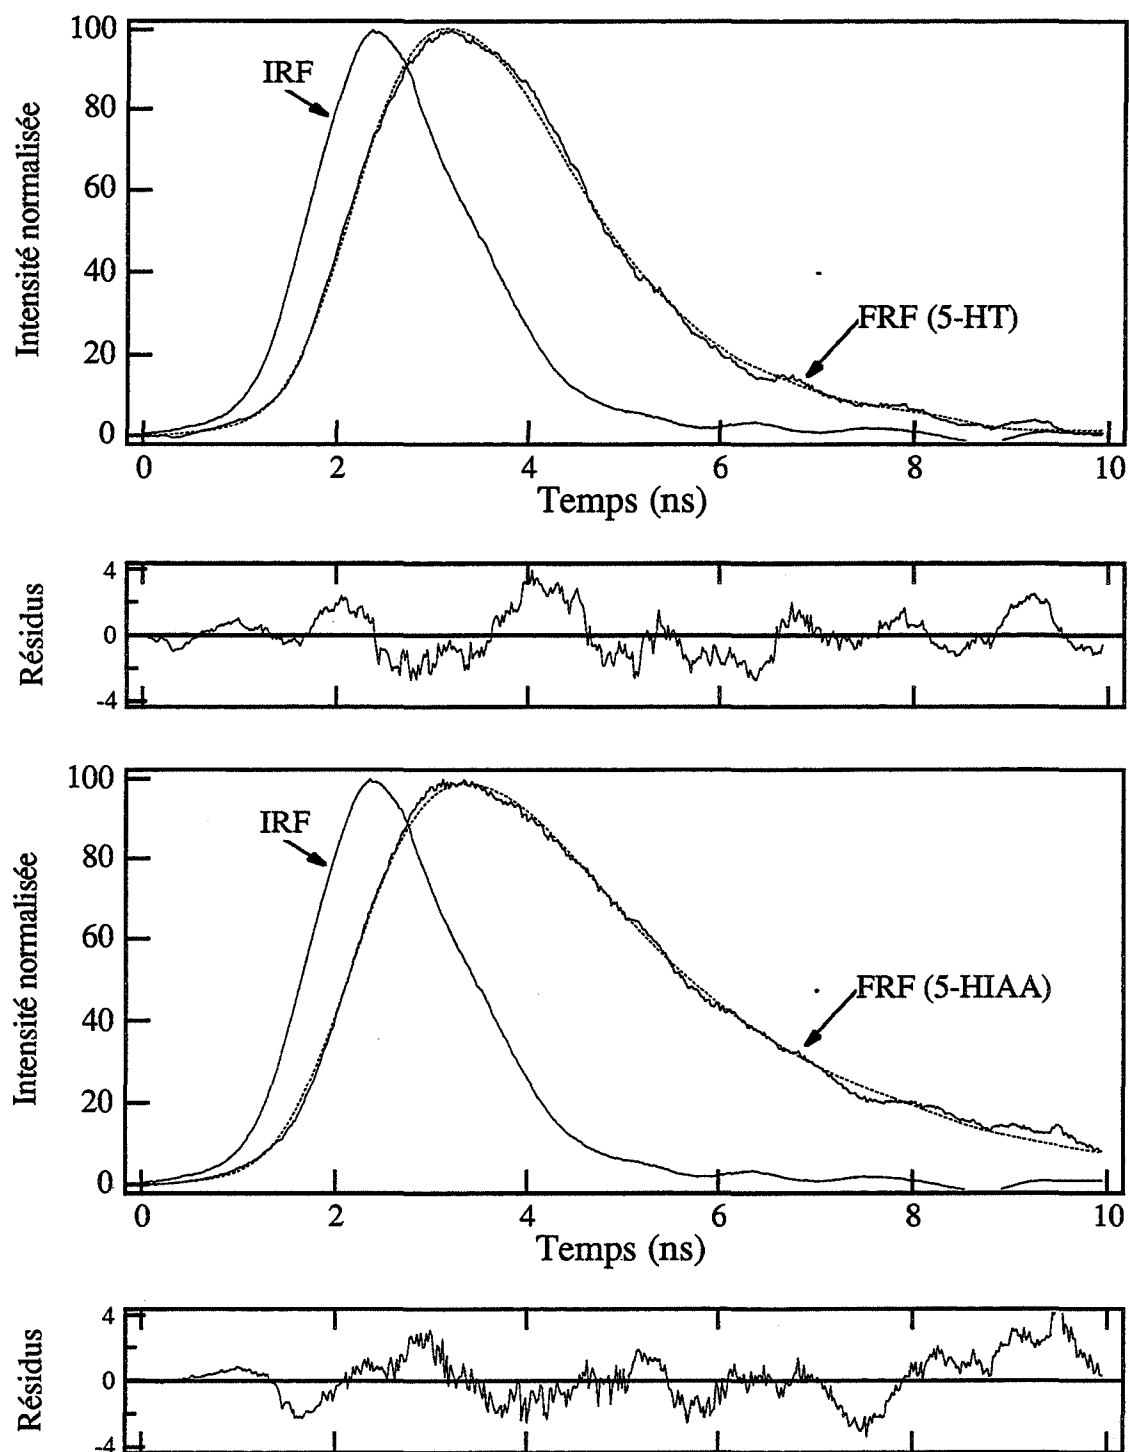 Intensité normalisée
100
80
60
40
20
0
IRF
FRF (5-HT)
0 2 4 6 8 10
Temps (ns)
Résidus
4
0
-4
Intensité normalisée
100
80
60
40
20
0
IRF
FRF (5-HIAA)
0 2 4 6 8 10
Temps (ns)
Résidus
4
0
-4